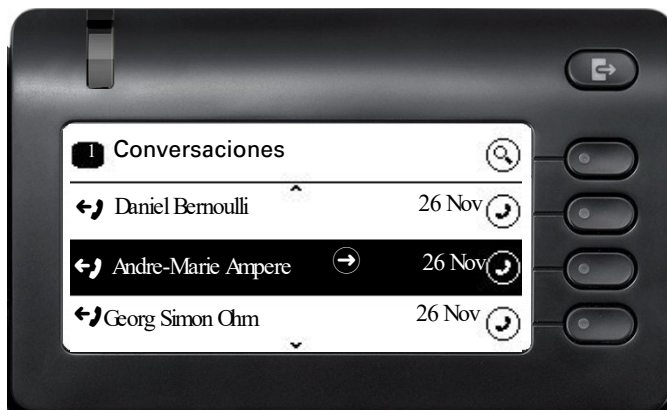 1 Conversaciones
Daniel Bernoulli 26 Nov
Andre-Marie Ampere 26 Nov
Georg Simon Ohm 26 Nov